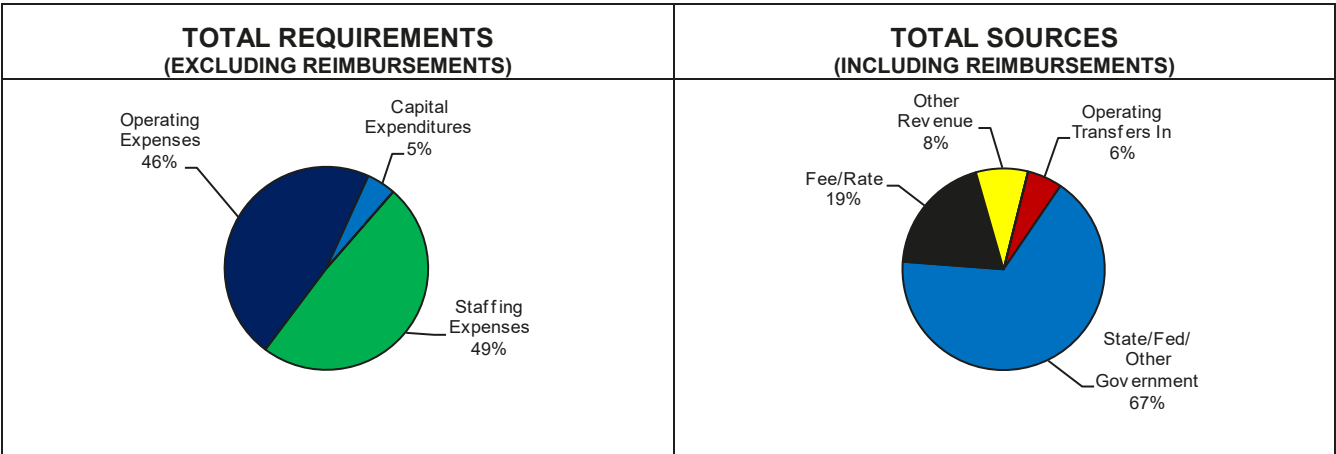 TOTAL REQUIREMENTS
(EXCLUDING REIMBURSEMENTS)
Operating
Expenses
46%
Capital
Expenditures
5%
Staffing
Expenses
49%
TOTAL SOURCES
(INCLUDING REIMBURSEMENTS)
Other
Revenue
8%
Operating
Transfers In
6%
Fee/Rate
19%
State/Fed/
Other
Government
67%